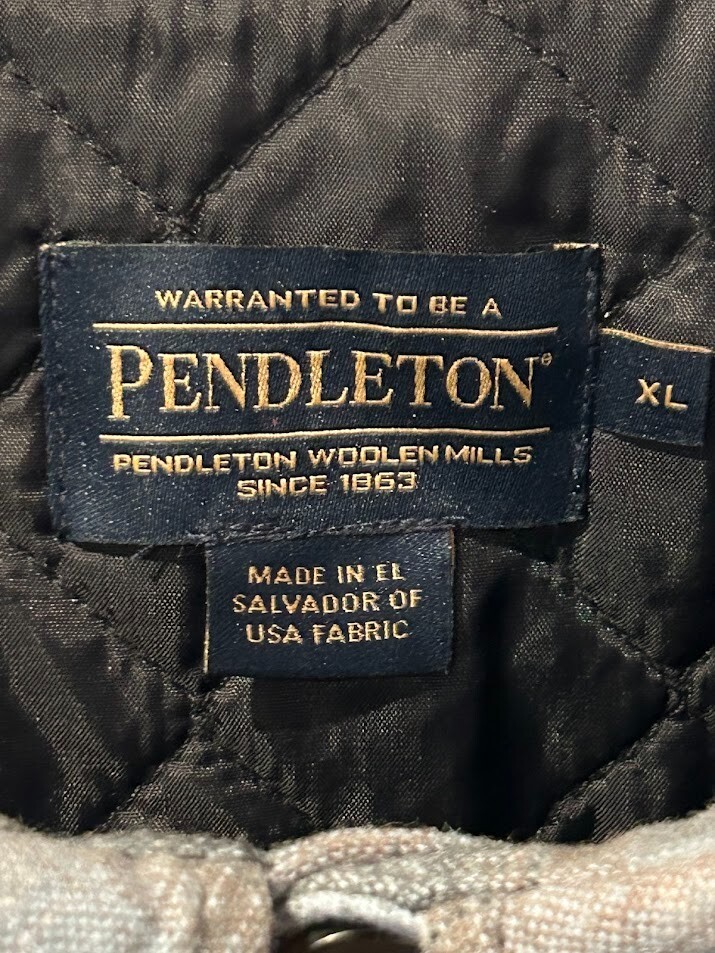 WARRANTED TO BE A
PENDLETON®
XL
PENDLETON WOOLEN MILLS
SINCE 1863
MADE IN EL
SALVADOR OF
USA FABRIC